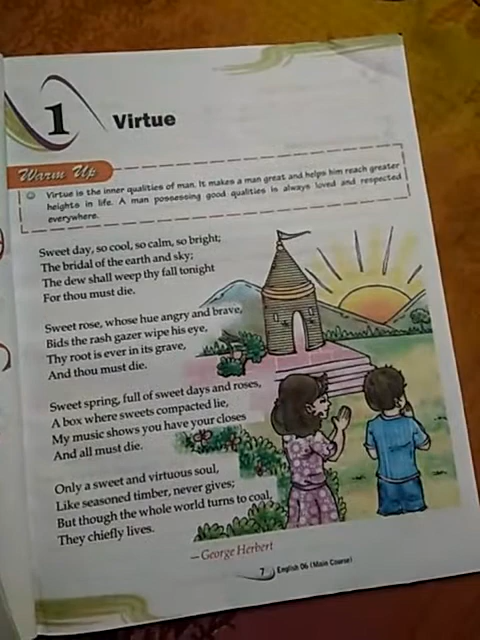 1
Virtue
Warm Up
Virtue is the inner qualities of man. It makes a man great and helps him reach greater
heights in life. A man possessing good qualities is always loved and respected
everywhere.
Sweet day, so cool, so calm, so bright;
The bridal of the earth and sky;
The dew shall weep thy fall tonight
For thou must die.
Sweet rose, whose hue angry and brave,
Bids the rash gazer wipe his eye,
Thy root is ever in its grave,
And thou must die.
Sweet spring, full of sweet days and roses,
A box where sweets compacted lie,
My music shows you have your closes
And all must die.
Only a sweet and virtuous soul,
Like seasoned timber, never gives;
But though the whole world turns to coal,
They chiefly lives.
—George Herbert
7
English 06 (Main Course)